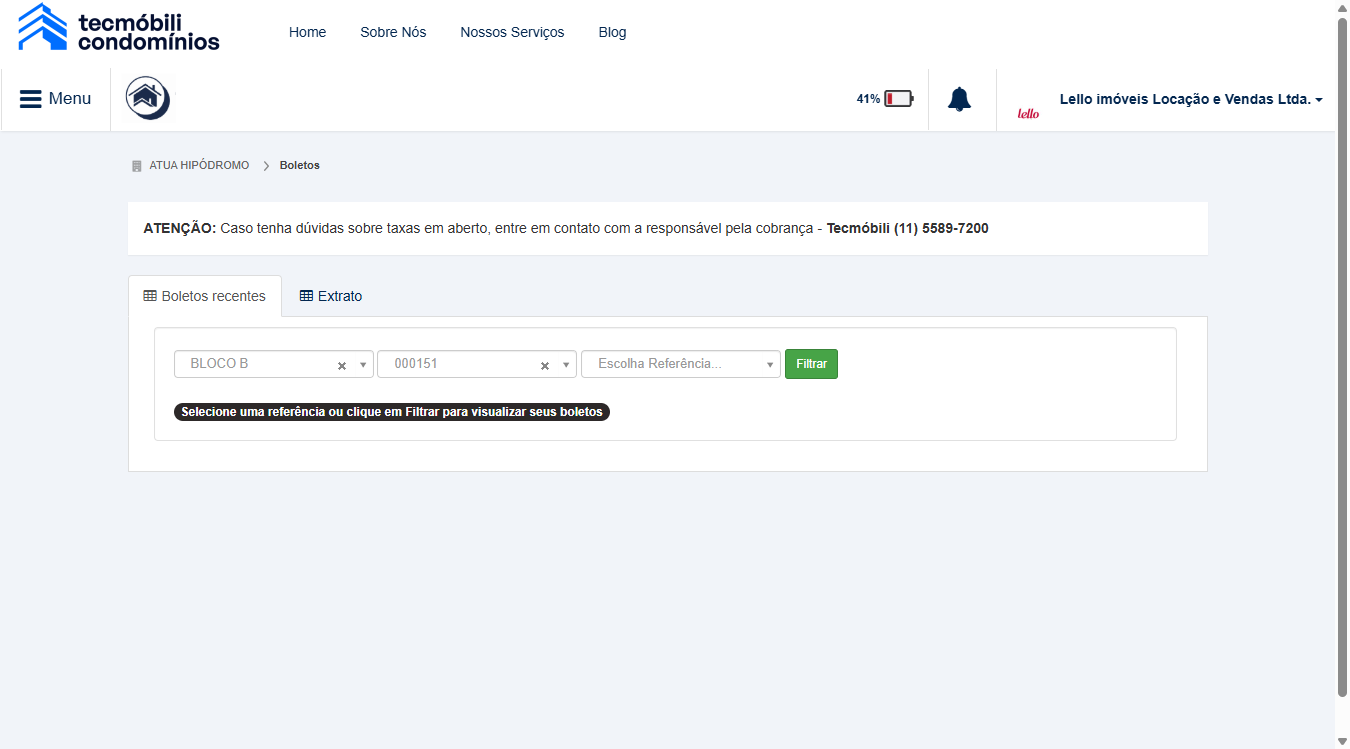 tecmóbili
condomínios
Home Sobre Nós Nossos Serviços Blog
Menu
41%
lello
Lello imóveis Locação e Vendas Ltda.
ATUA HIPÓDROMO > Boletos
ATENÇÃO: Caso tenha dúvidas sobre taxas em aberto, entre em contato com a responsável pela cobrança - Tecmóbili (11) 5589-7200
Boletos recentes Extrato
BLOCO B × 000151 × Escolha Referência... Filtrar
Selecione uma referência ou clique em Filtrar para visualizar seus boletos